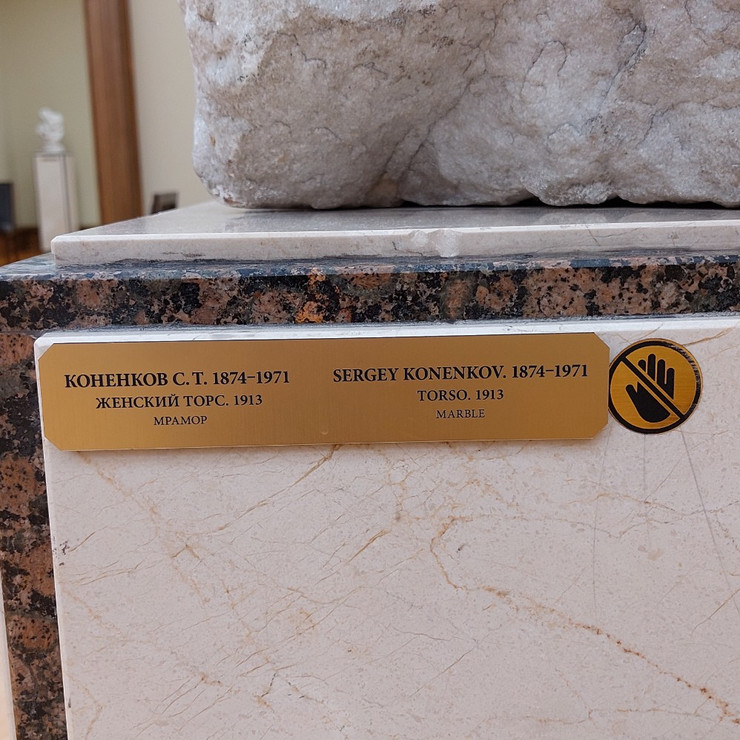 КОНЕНКОВ С. Т. 1874–1971
ЖЕНСКИЙ ТОРС. 1913
МРАМОР
SERGEY KONENKOV. 1874–1971
TORSO. 1913
MARBLE